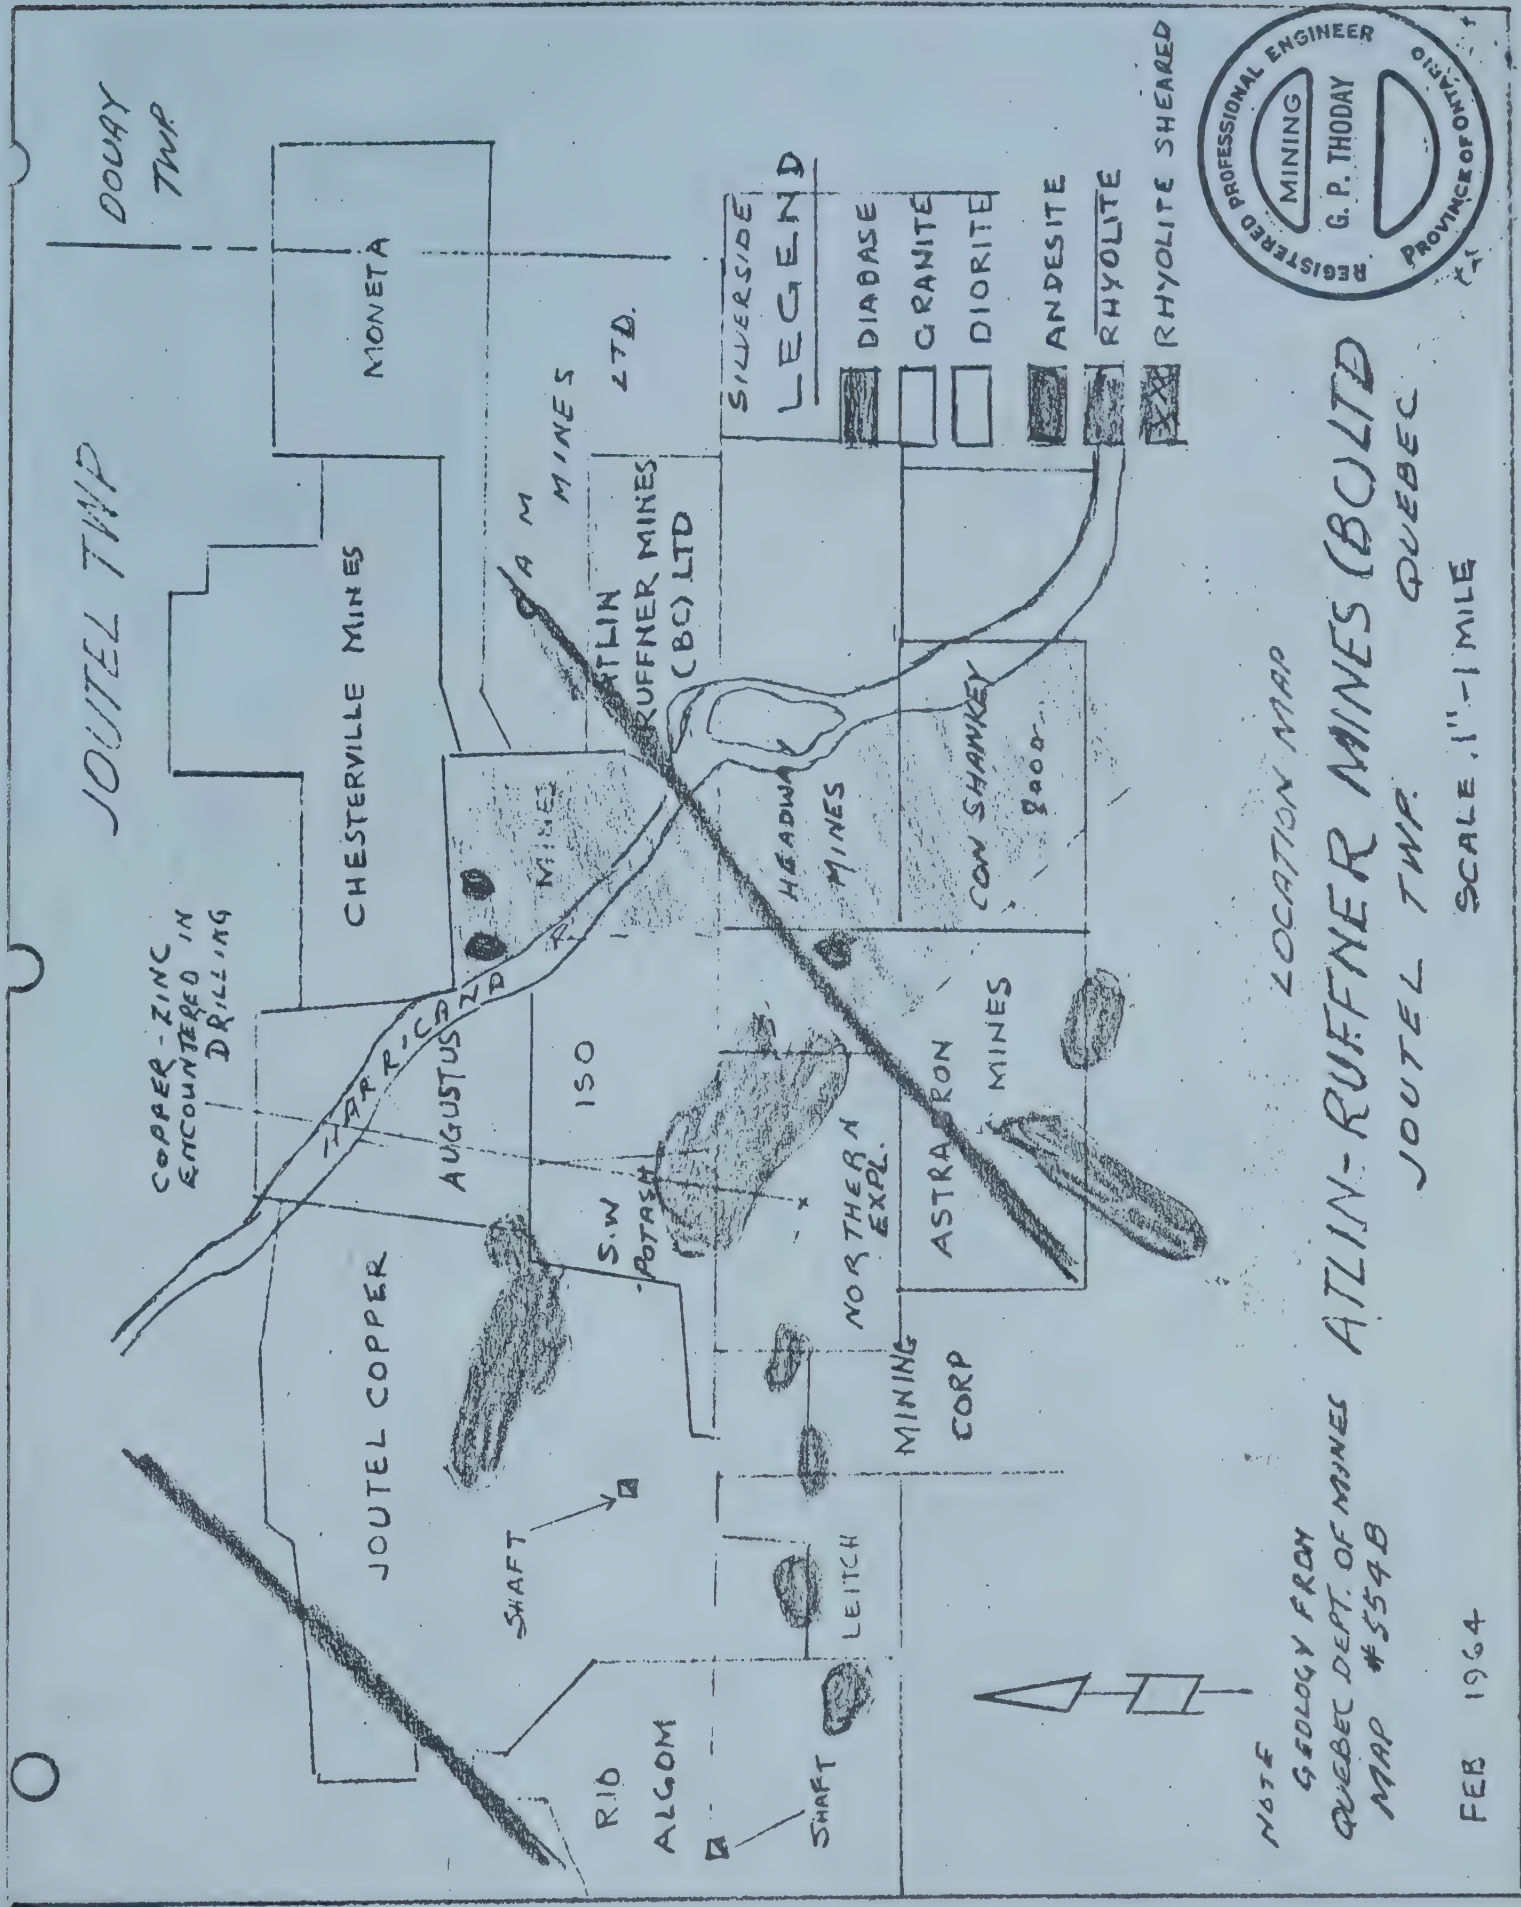 JOUTEL TWP
DOUAY
TWP.
COPPER-ZINC
ENCOUNTERED IN
DRILLING
CHESTERVILLE MINES
MONETA
JOUTEL COPPER
AUGUSTUS
MINES
A M
MINES
LTD.
SHAFT
ISO
S.W
POTASH
ATLIN
RUFFNER MINES
(BC) LTD
SILVERSIDE
RIO
ALGOM
SHAFT
LEITCH
NORTHERN
EXPL.
HEADWAY
MINES
MINING
CORP
ASTRA RON
MINES
CON SHANKEY
LEGEND
DIABASE
GRANITE
DIORITE
ANDESITE
RHYOLITE
RHYOLITE SHEARED
NOTE
GEOLOGY FROM
QUEBEC DEPT. OF MINES
MAP #554B
FEB 1964
LOCATION MAP
ATLIN-RUFFNER MINES (BC) LTD
JOUTEL TWP. QUEBEC
SCALE. 1"-1 MILE
REGISTERED PROFESSIONAL ENGINEER
MINING
G. P. THODAY
PROVINCE OF ONTARIO